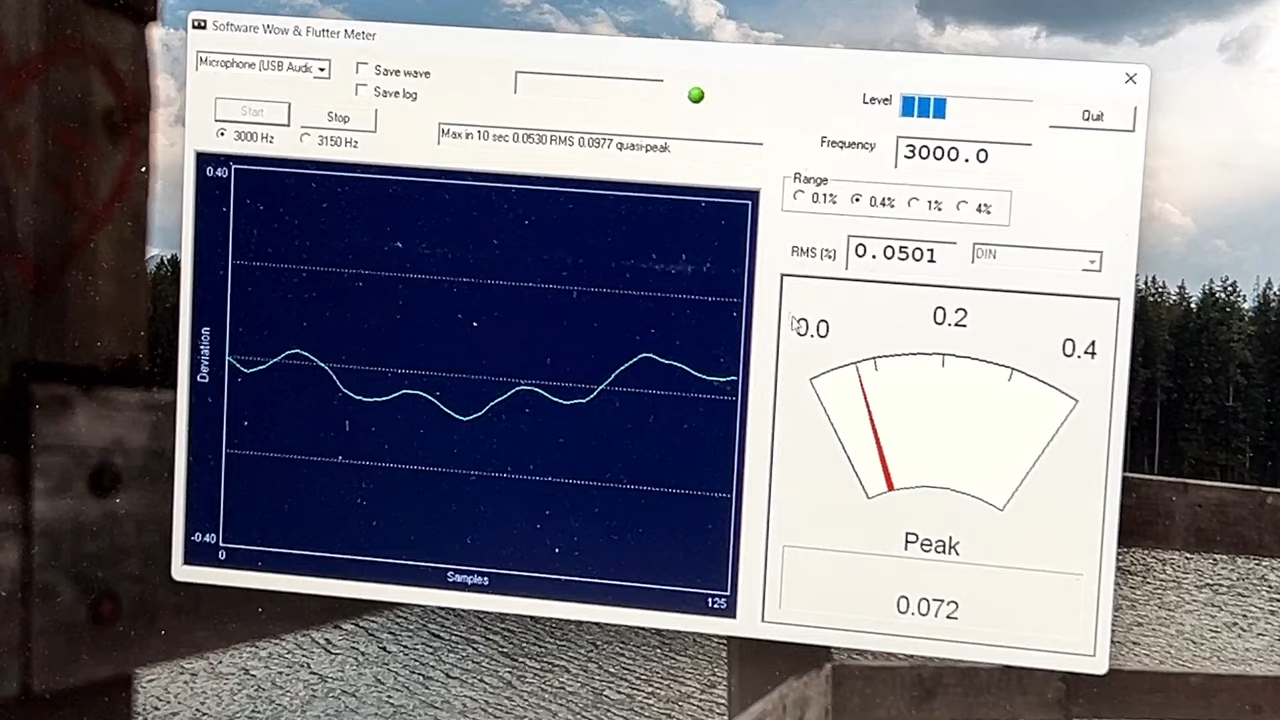 Software Wow & Flutter Meter
Microphone (USB Audic
Save wave
Save log
Level
Quit
Start
Stop
3000 Hz
3150 Hz
Max in 10 sec 0.0530 RMS 0.0977 quasi-peak
Frequency
3000.0
Range
0.1%
0.4%
1%
4%
RMS (%)
0.0501
DIN
0.40
Deviation
-0.40
0
Samples
125
0.0
0.2
0.4
Peak
0.072